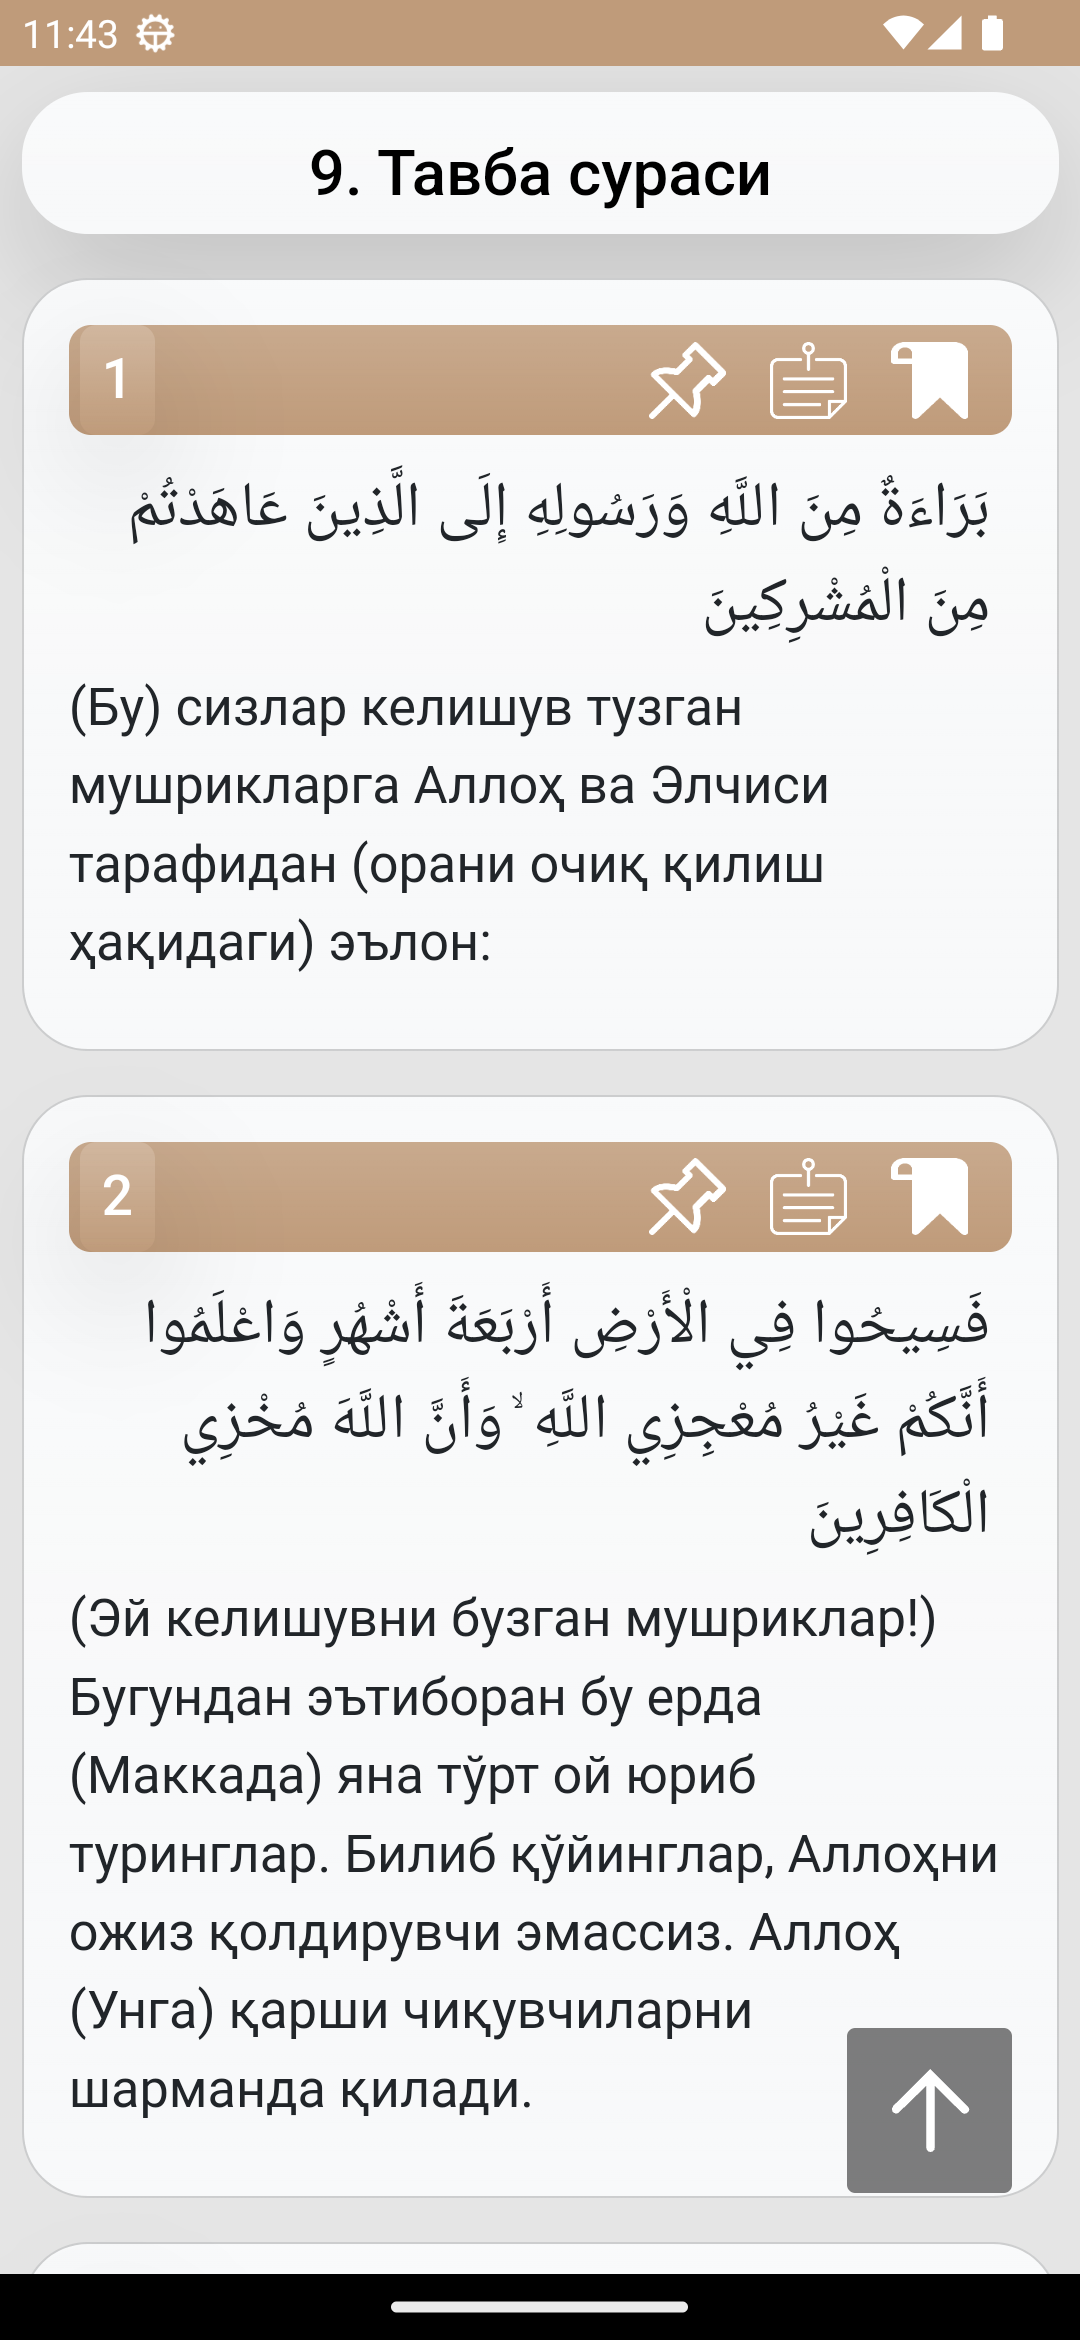 11:43
9. Тавба сураси
1
بَرَاءَةٌ مِنَ اللَّهِ وَرَسُولِهِ إِلَى الَّذِينَ عَاهَدْتُمْ
مِنَ الْمُشْرِكِينَ
(Бу) сизлар келишув тузган
мушрикларга Аллоҳ ва Элчиси
тарафидан (орани очиқ қилиш
ҳақидаги) эълон:
2
فَسِيحُوا فِي الْأَرْضِ أَرْبَعَةَ أَشْهُرٍ وَاعْلَمُوا
أَنَّكُمْ غَيْرُ مُعْجِزِي اللَّهِ ۙ وَأَنَّ اللَّهَ مُخْزِي
الْكَافِرِينَ
(Эй келишувни бузган мушриклар!)
Бугундан эътиборан бу ерда
(Маккада) яна тўрт ой юриб
туринглар. Билиб қўйинглар, Аллоҳни
ожиз қолдирувчи эмассиз. Аллоҳ
(Унга) қарши чиқувчиларни
шарманда қилади.